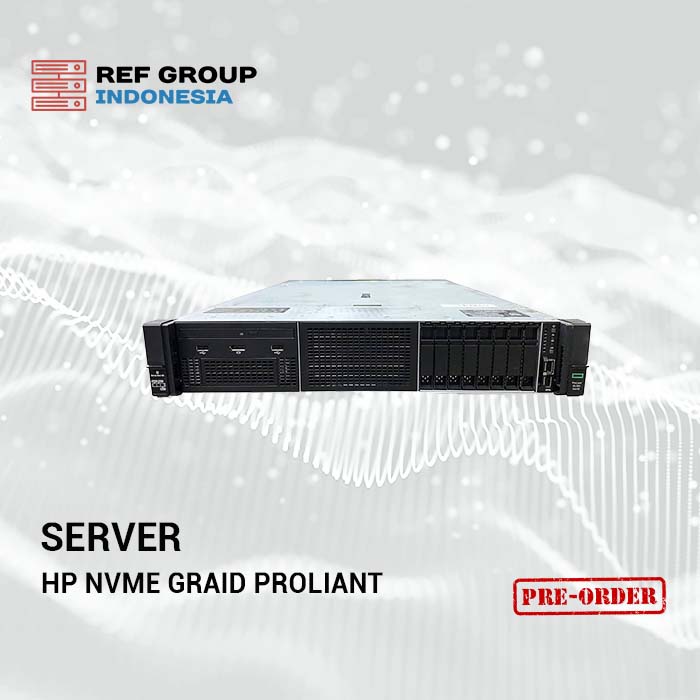 REF GROUP
INDONESIA
SERVER
HP NVME GRAID PROLIANT
PRE-ORDER